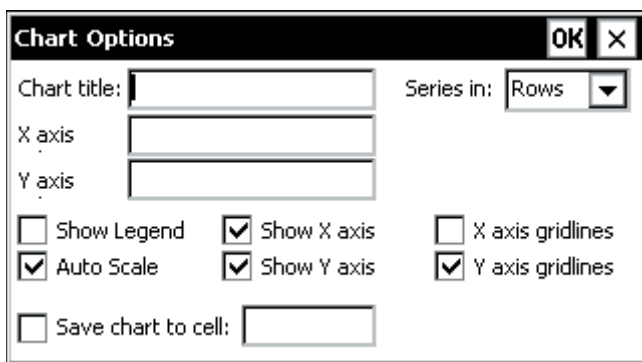 Chart Options OK ×
Chart title: Series in: Rows
X axis
Y axis
Show Legend Show X axis X axis gridlines
Auto Scale Show Y axis Y axis gridlines
Save chart to cell: